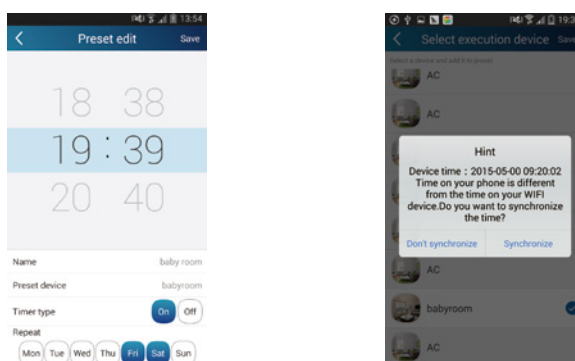 13:54
Preset edit
Save
18 38
19 : 39
20 40
Name
baby room
Preset device
babyroom
Timer type
On
Off
Repeat
Mon Tue Wed Thu Fri Sat Sun
Select execution device
Save
Select a device and add it to preset
AC
AC
Hint
Device time : 2015-05-00 09:20:02
Time on your phone is different
from the time on your WIFI
device.Do you want to synchronize
the time?
Don't synchronize
Synchronize
AC
babyroom
AC